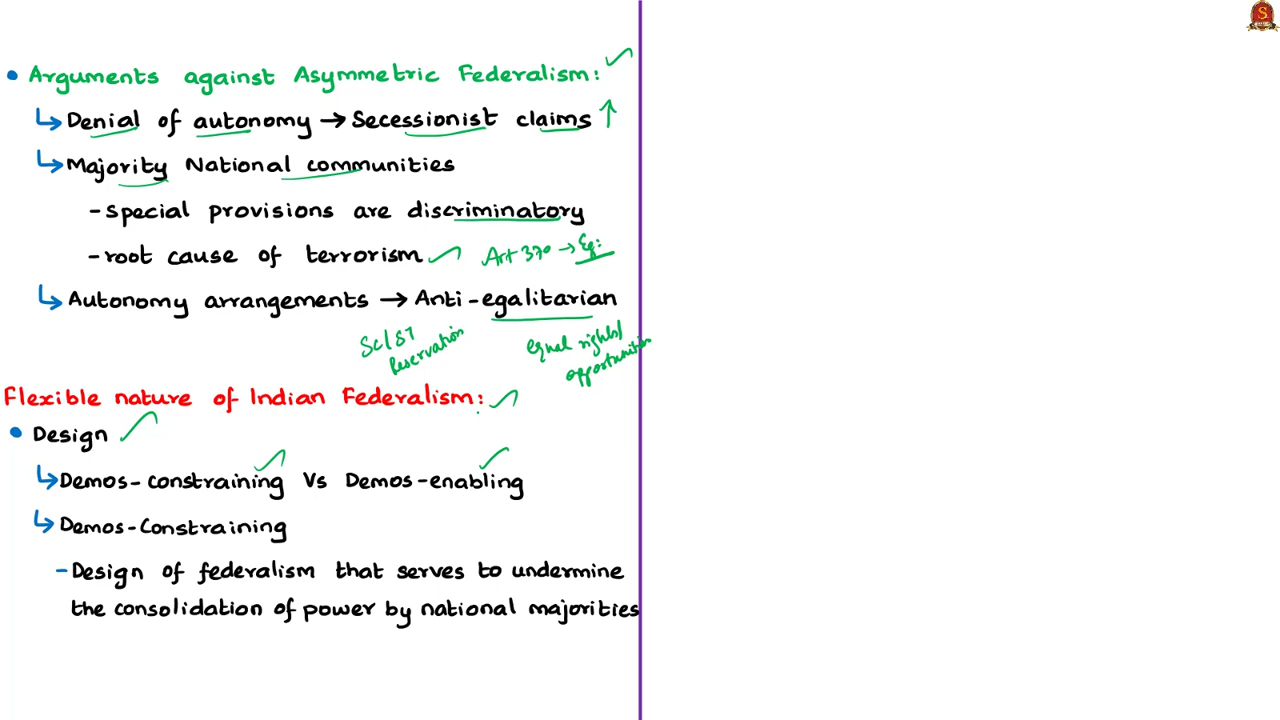 • Arguments against Asymmetric Federalism:
↳ Denial of autonomy → Secessionist claims ↑
↳ Majority National communities
- special provisions are discriminatory
- root cause of terrorism Art 370 → Eg:
↳ Autonomy arrangements → Anti-egalitarian
SC/ST Reservation
equal rights/ opportunities
Flexible nature of Indian Federalism:
• Design
↳ Demos-constraining Vs Demos-enabling
↳ Demos-Constraining
- Design of federalism that serves to undermine
the consolidation of power by national majorities
S